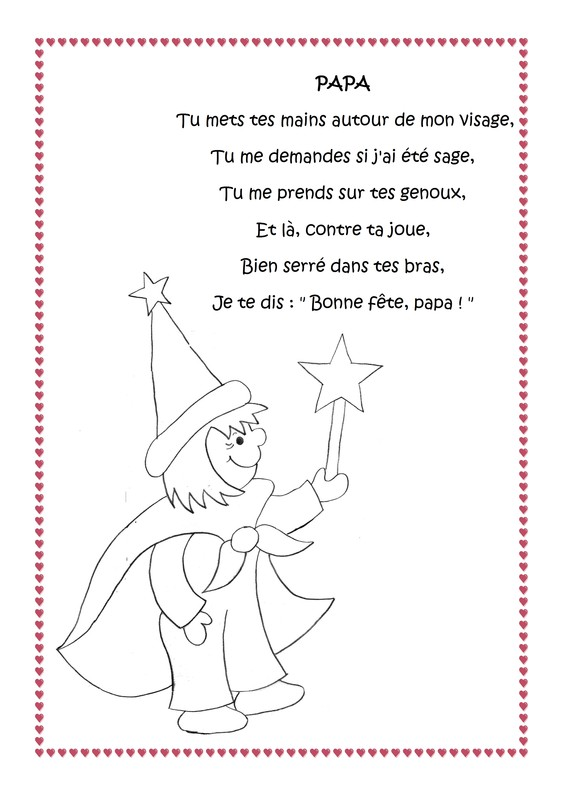 PAPA
Tu mets tes mains autour de mon visage,
Tu me demandes si j'ai été sage,
Tu me prends sur tes genoux,
Et là, contre ta joue,
Bien serré dans tes bras,
Je te dis : " Bonne fête, papa ! "